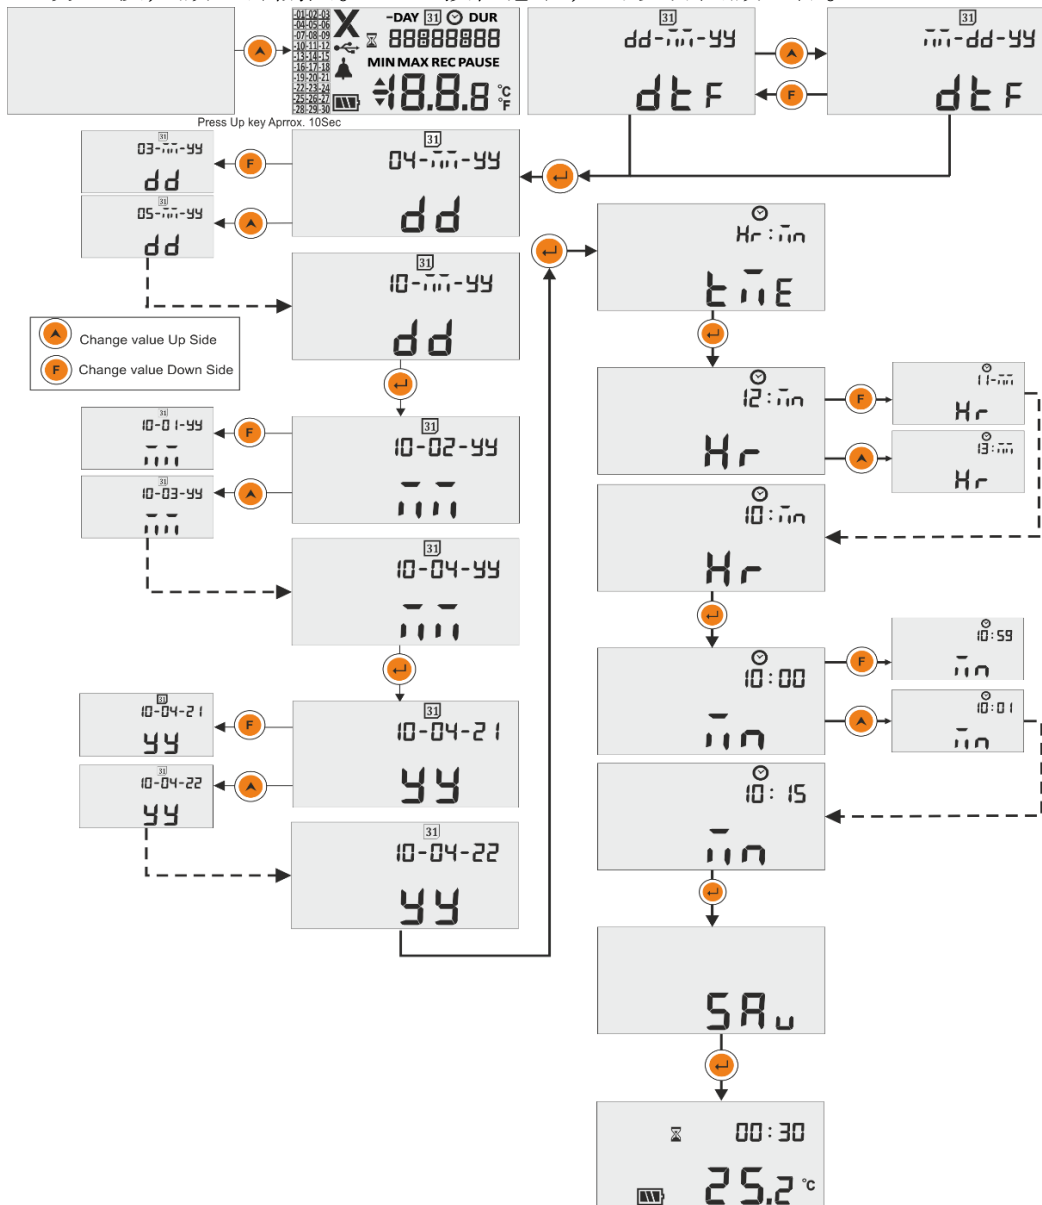 -01-02-03
-04-05-06
-07-08-09
-10-11-12
-13-14-15
-16-17-18
-19-20-21
-22-23-24
-25-26-27
-28-29-30
X
-DAY 31 DUR
88888888
MIN MAX REC PAUSE
18.8.8 °C
°F
Press Up key Aprox. 10Sec
31
dd-mm-yy
dtF
F
31
mm-dd-yy
dtF
31
03-mm-yy
dd
F
31
05-mm-yy
dd
31
04-mm-yy
dd
31
10-mm-yy
dd
Change value Up Side
F Change value Down Side
31
10-01-yy
mm
F
31
10-03-yy
mm
31
10-02-yy
mm
31
10-04-yy
mm
31
10-04-21
yy
F
31
10-04-22
yy
31
10-04-21
yy
31
10-04-22
yy
Hr:mn
tmE
12:mn
Hr
F
11-mm
Hr
13:mm
Hr
10:mn
Hr
10:00
mn
F
10:59
mn
10:01
mn
10:15
mn
SAu
00:30
25.2 °C